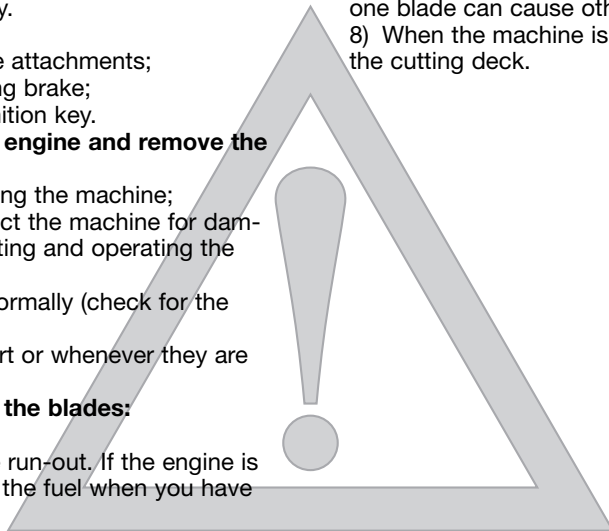 y.
e attachments;
ng brake;
nition key.
engine and remove the
ing the machine;
ct the machine for dam-
ting and operating the
ormally (check for the
rt or whenever they are
the blades:
run-out. If the engine is
the fuel when you have
one blade can cause oth
8) When the machine is
the cutting deck.